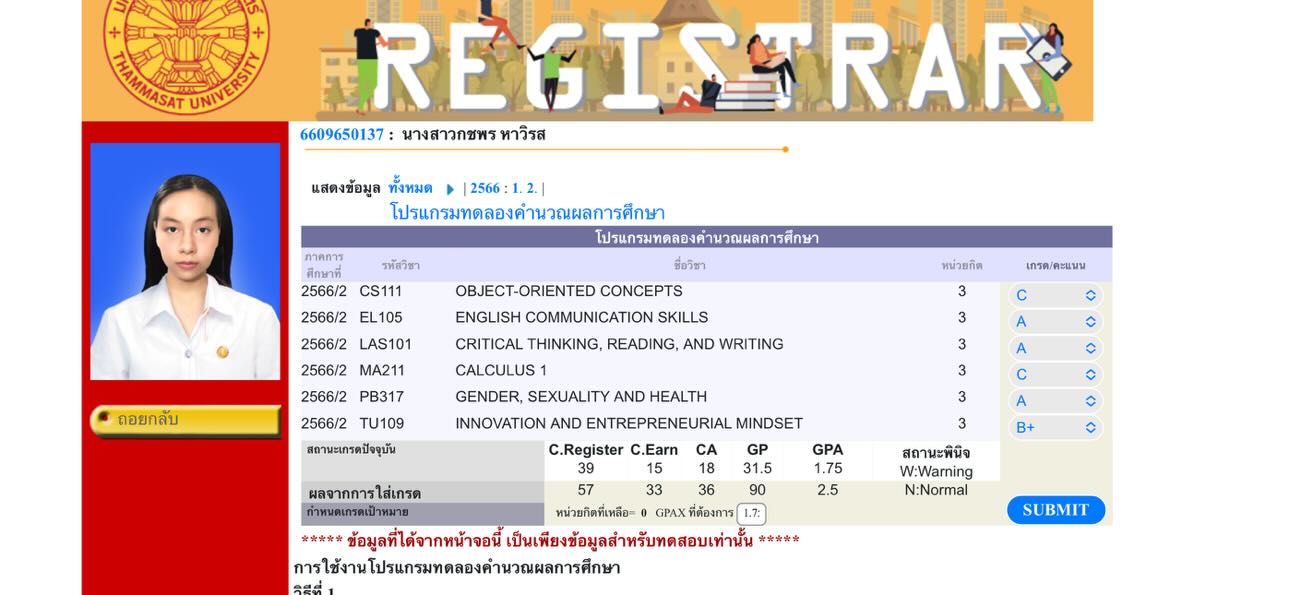 THAMMASAT UNIVERSITY
REGISTRAR
6609650137 : นางสาวกชพร หาวิรส
แสดงข้อมูล ทั้งหมด | 2566 : 1. 2. |
โปรแกรมทดลองคำนวณผลการศึกษา
โปรแกรมทดลองคำนวณผลการศึกษา
ภาคการศึกษาที่ รหัสวิชา ชื่อวิชา หน่วยกิต เกรด/คะแนน
2566/2 CS111 OBJECT-ORIENTED CONCEPTS 3 C
2566/2 EL105 ENGLISH COMMUNICATION SKILLS 3 A
2566/2 LAS101 CRITICAL THINKING, READING, AND WRITING 3 A
2566/2 MA211 CALCULUS 1 3 C
2566/2 PB317 GENDER, SEXUALITY AND HEALTH 3 A
ถอยกลับ
2566/2 TU109 INNOVATION AND ENTREPRENEURIAL MINDSET 3 B+
สถานะเกรดปัจจุบัน C.Register C.Earn CA GP GPA สถานะพินิจ
39 15 18 31.5 1.75 W:Warning
ผลจากการใส่เกรด 57 33 36 90 2.5 N:Normal
กำหนดเกรดเป้าหมาย หน่วยกิตที่เหลือ= 0 GPAX ที่ต้องการ 1.7 SUBMIT
***** ข้อมูลที่ได้จากหน้าจอนี้ เป็นเพียงข้อมูลสำหรับทดสอบเท่านั้น *****
การใช้งานโปรแกรมทดลองคำนวณผลการศึกษา
วิธีที่ 1